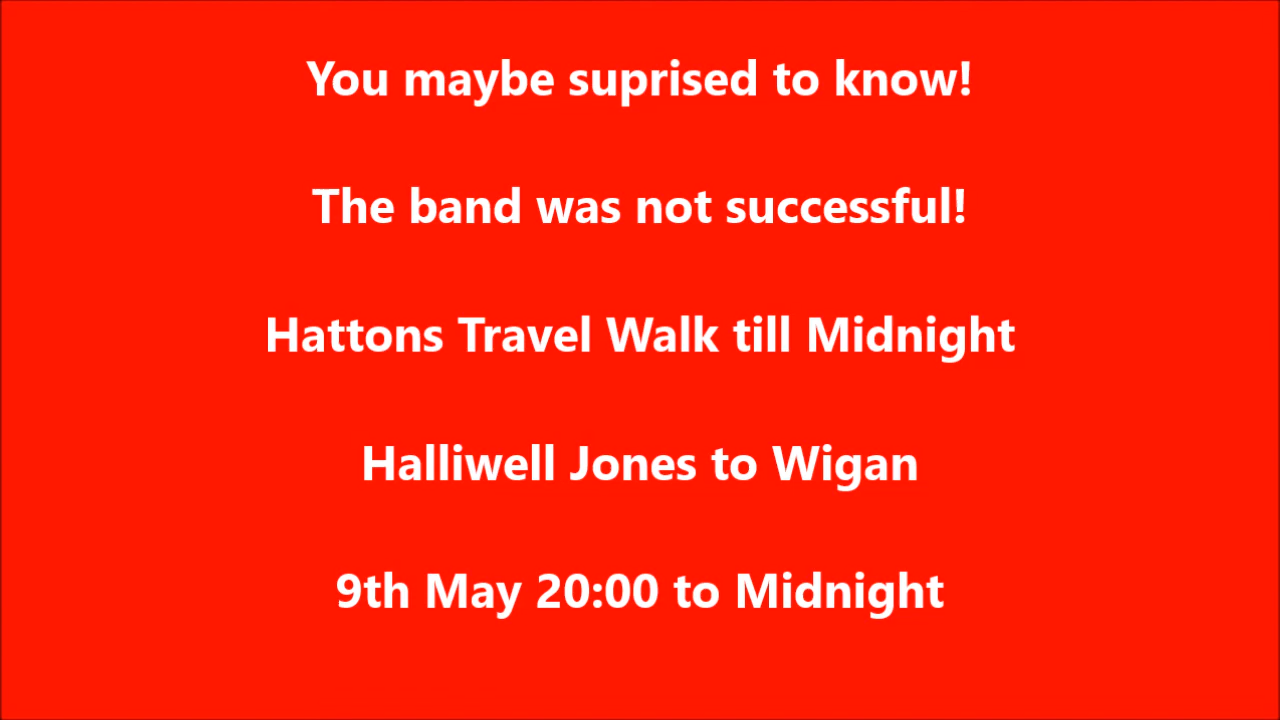 You maybe suprised to know!
The band was not successful!
Hattons Travel Walk till Midnight
Halliwell Jones to Wigan
9th May 20:00 to Midnight